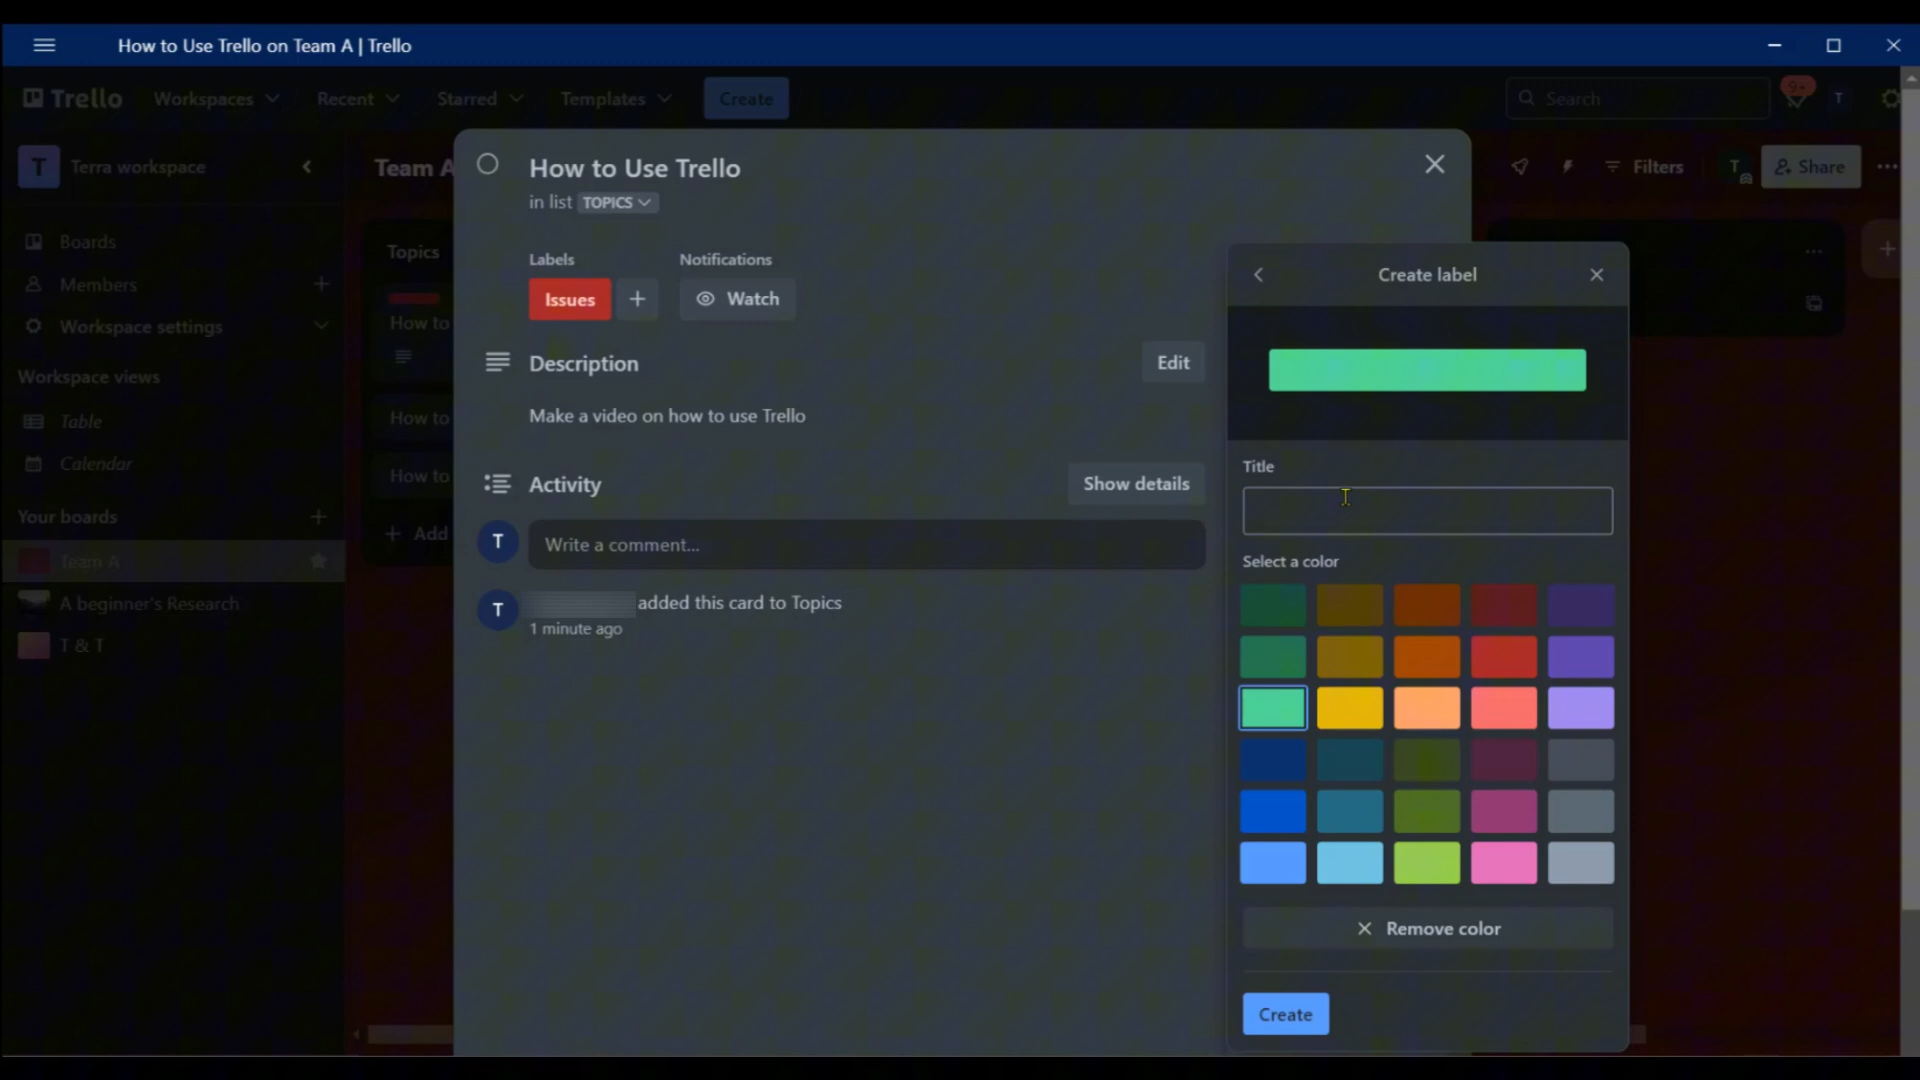 How to Use Trello on Team A | Trello
Trello Workspaces Recent Starred Templates Create Search 9+ T
T Terra workspace
Team A
T Share
Filters
Boards
Members
Workspace settings
Workspace views
Table
Calendar
Your boards
Team A
A beginner's Research
T & T
Topics
How to
How to
How to
Add
How to Use Trello
in list TOPICS
Labels Notifications
Issues Watch
Description Edit
Make a video on how to use Trello
Activity Show details
T Write a comment...
T added this card to Topics
1 minute ago
Create label
Title
Select a color
Remove color
Create